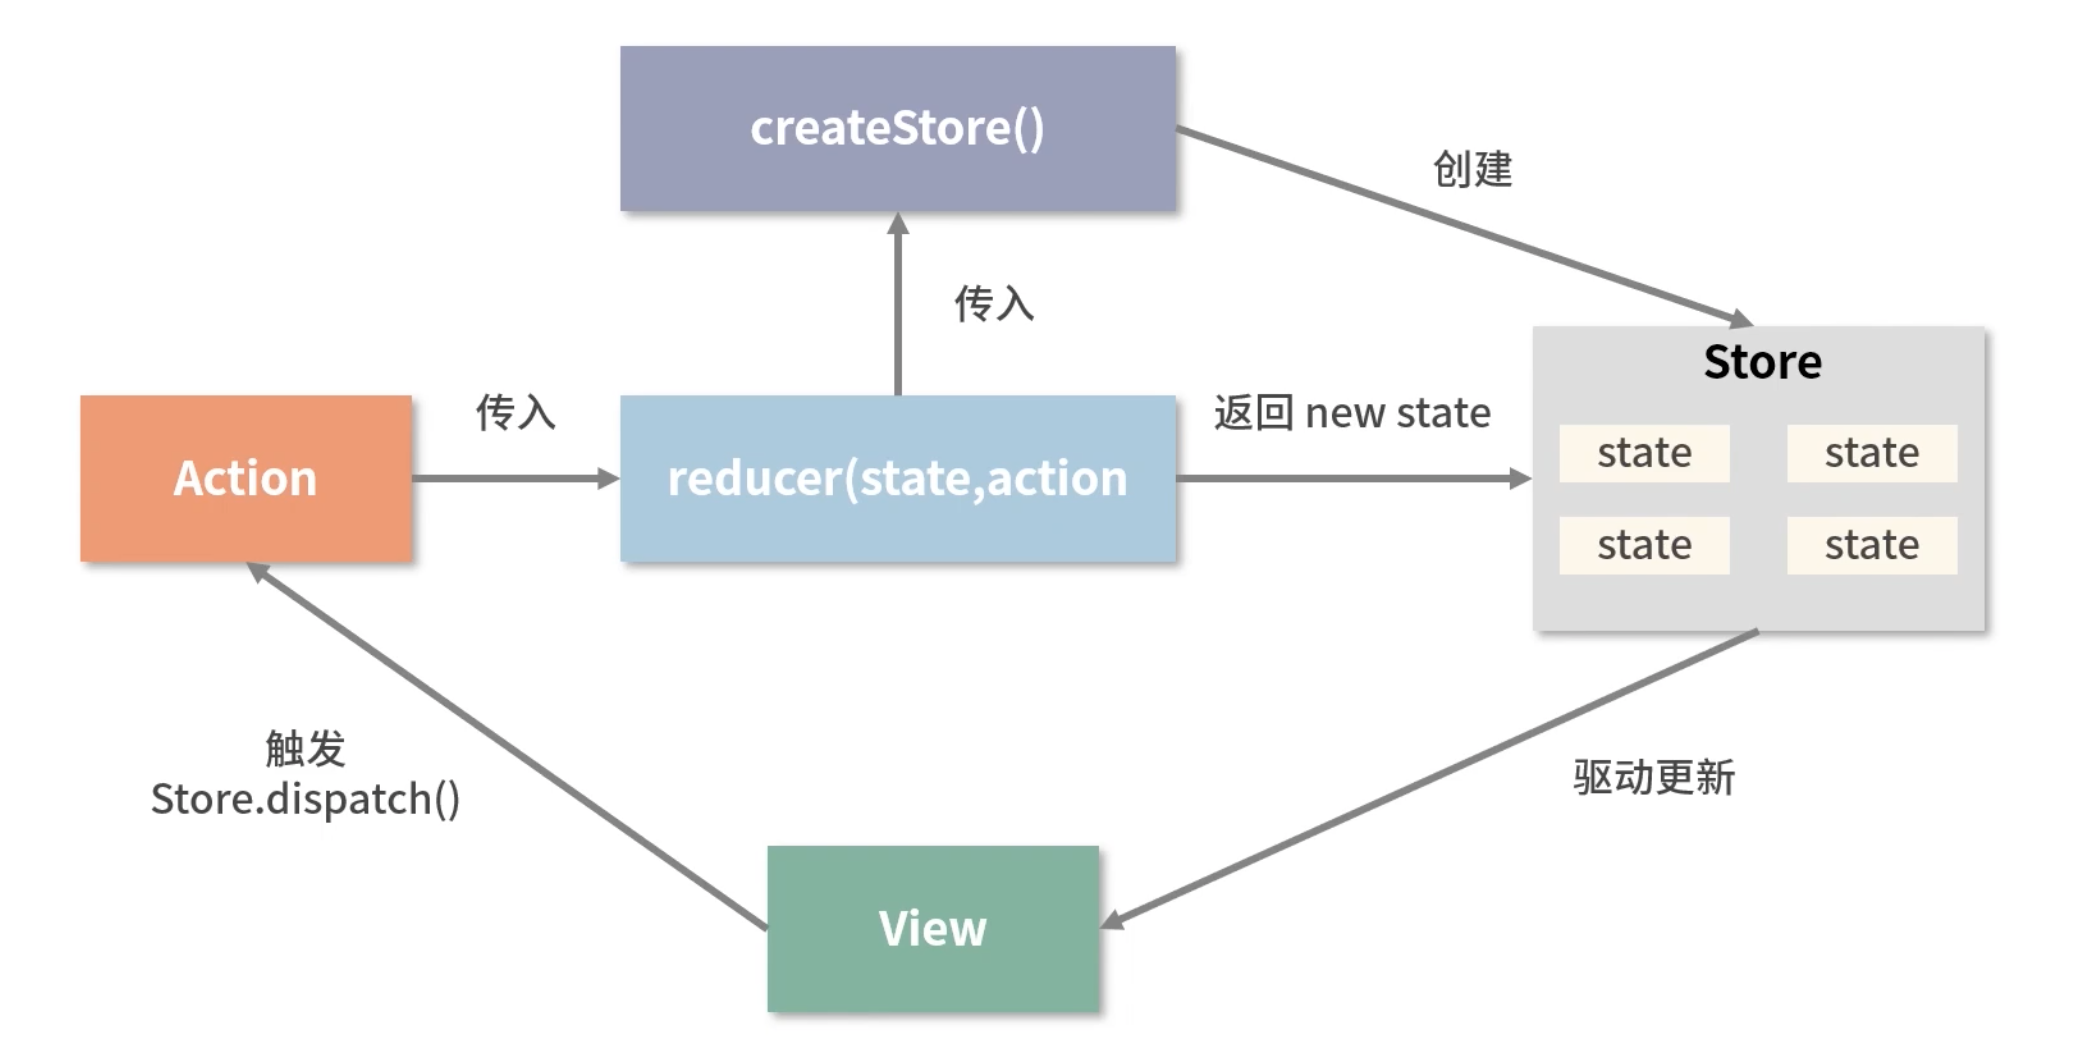 createStore()
创建
传入
Store
传入
返回 new state
Action
reducer(state,action
state
state
state
state
触发
Store.dispatch()
驱动更新
View